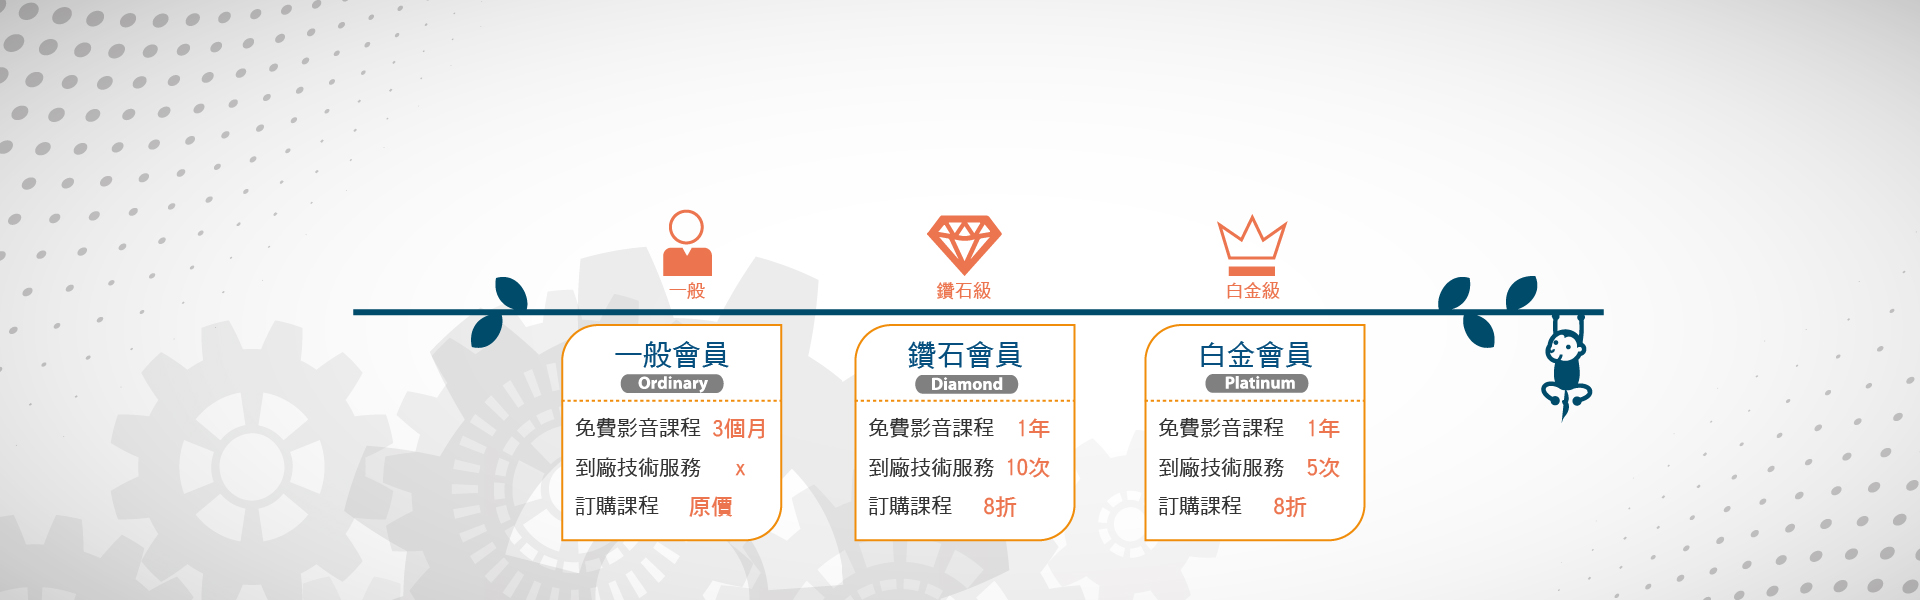 一般
鑽石級
白金級
一般會員
Ordinary
免費影音課程 3個月
到廠技術服務 x
訂購課程 原價
鑽石會員
Diamond
免費影音課程 1年
到廠技術服務 10次
訂購課程 8折
白金會員
Platinum
免費影音課程 1年
到廠技術服務 5次
訂購課程 8折